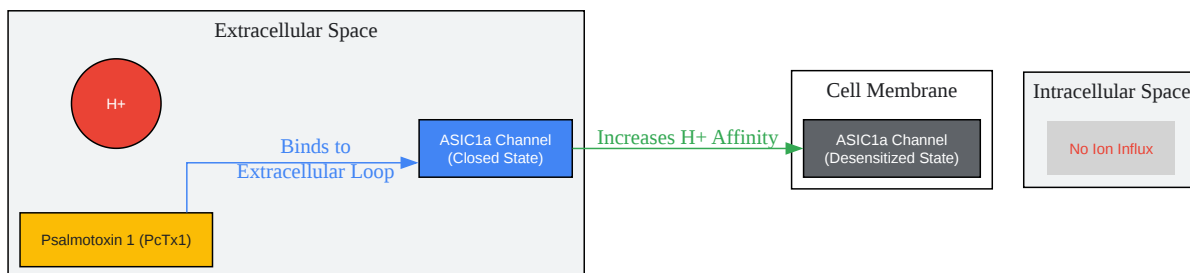 Extracellular Space
H+
Binds to
Extracellular Loop
Psalmotoxin 1 (PcTx1)
ASIC1a Channel
(Closed State)
Increases H+ Affinity
Cell Membrane
ASIC1a Channel
(Desensitized State)
Intracellular Space
No Ion Influx